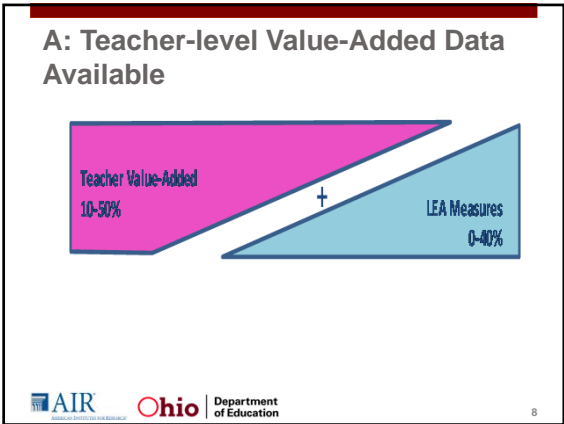 A: Teacher-level Value-Added Data
Available
Teacher Value-Added
10-50%
+
LEA Measures
0-40%
AIR
AMERICAN INSTITUTES FOR RESEARCH
Ohio | Department
of Education
8